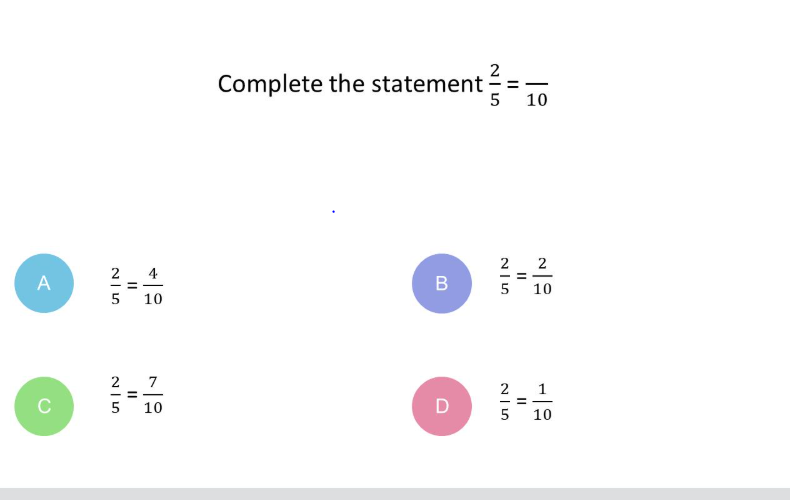 Complete the statement 2/5 = __/10
A 2/5 = 4/10
B 2/5 = 2/10
C 2/5 = 7/10
D 2/5 = 1/10